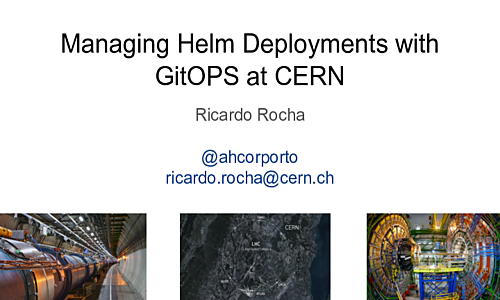 Managing Helm Deployments with
GitOPS at CERN
Ricardo Rocha
@ahcorporto
ricardo.rocha@cern.ch
CERN
LHC